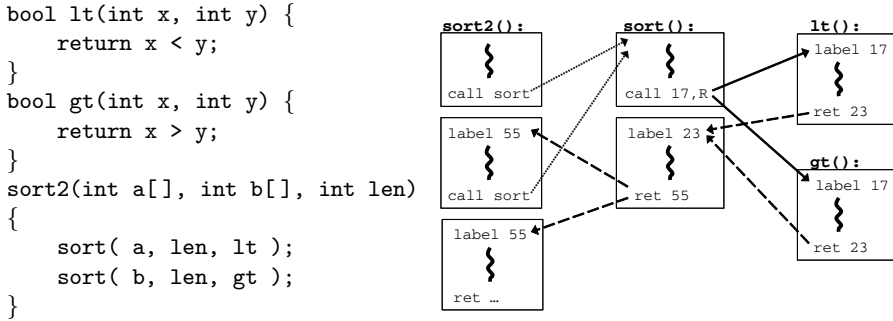 bool lt(int x, int y) {
    return x < y;
}
bool gt(int x, int y) {
    return x > y;
}
sort2(int a[], int b[], int len)
{
    sort( a, len, lt );
    sort( b, len, gt );
}
sort2():
call sort
label 55
call sort
label 55
ret …
sort():
call 17,R
label 23
ret 55
lt():
label 17
ret 23
gt():
label 17
ret 23